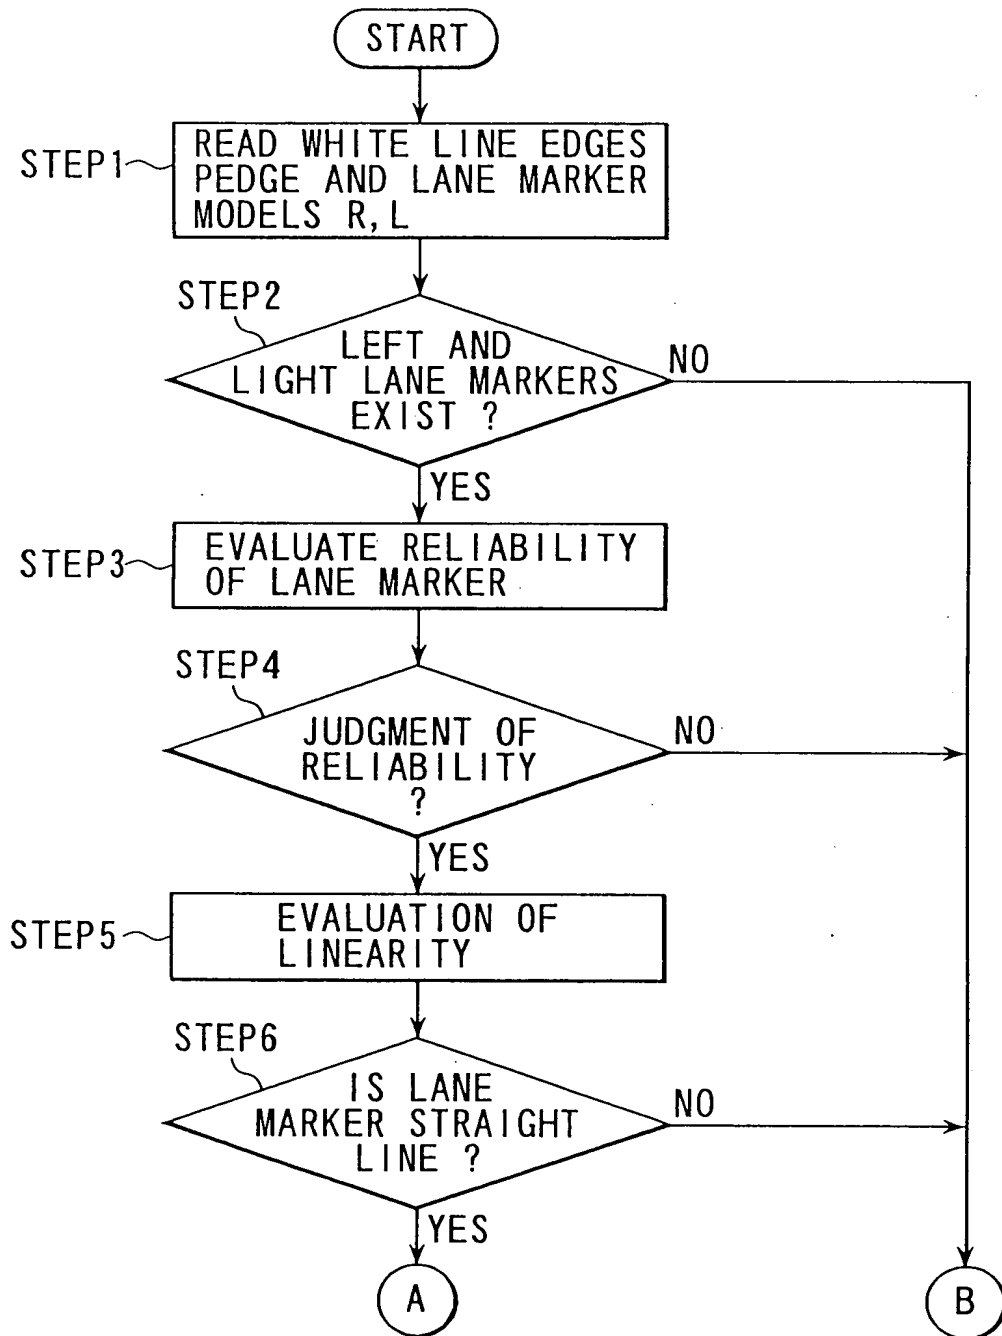 START
STEP1
READ WHITE LINE EDGES
PEDGE AND LANE MARKER
MODELS R,L
STEP2
LEFT AND
LIGHT LANE MARKERS
EXIST ?
NO
YES
STEP3
EVALUATE RELIABILITY
OF LANE MARKER
STEP4
JUDGMENT OF
RELIABILITY
?
NO
YES
STEP5
EVALUATION OF
LINEARITY
STEP6
IS LANE
MARKER STRAIGHT
LINE ?
NO
YES
A
B